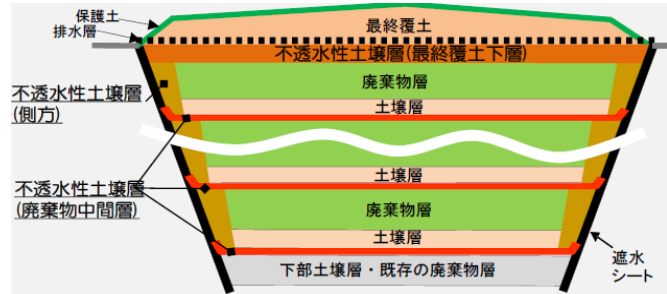 保護土
排水層
最終覆土
不透水性土壌層(最終覆土下層)
廃棄物層
不透水性土壌層
(側方)
土壌層
土壌層
不透水性土壌層
(廃棄物中間層)
廃棄物層
土壌層
下部土壌層・既存の廃棄物層
遮水
シート